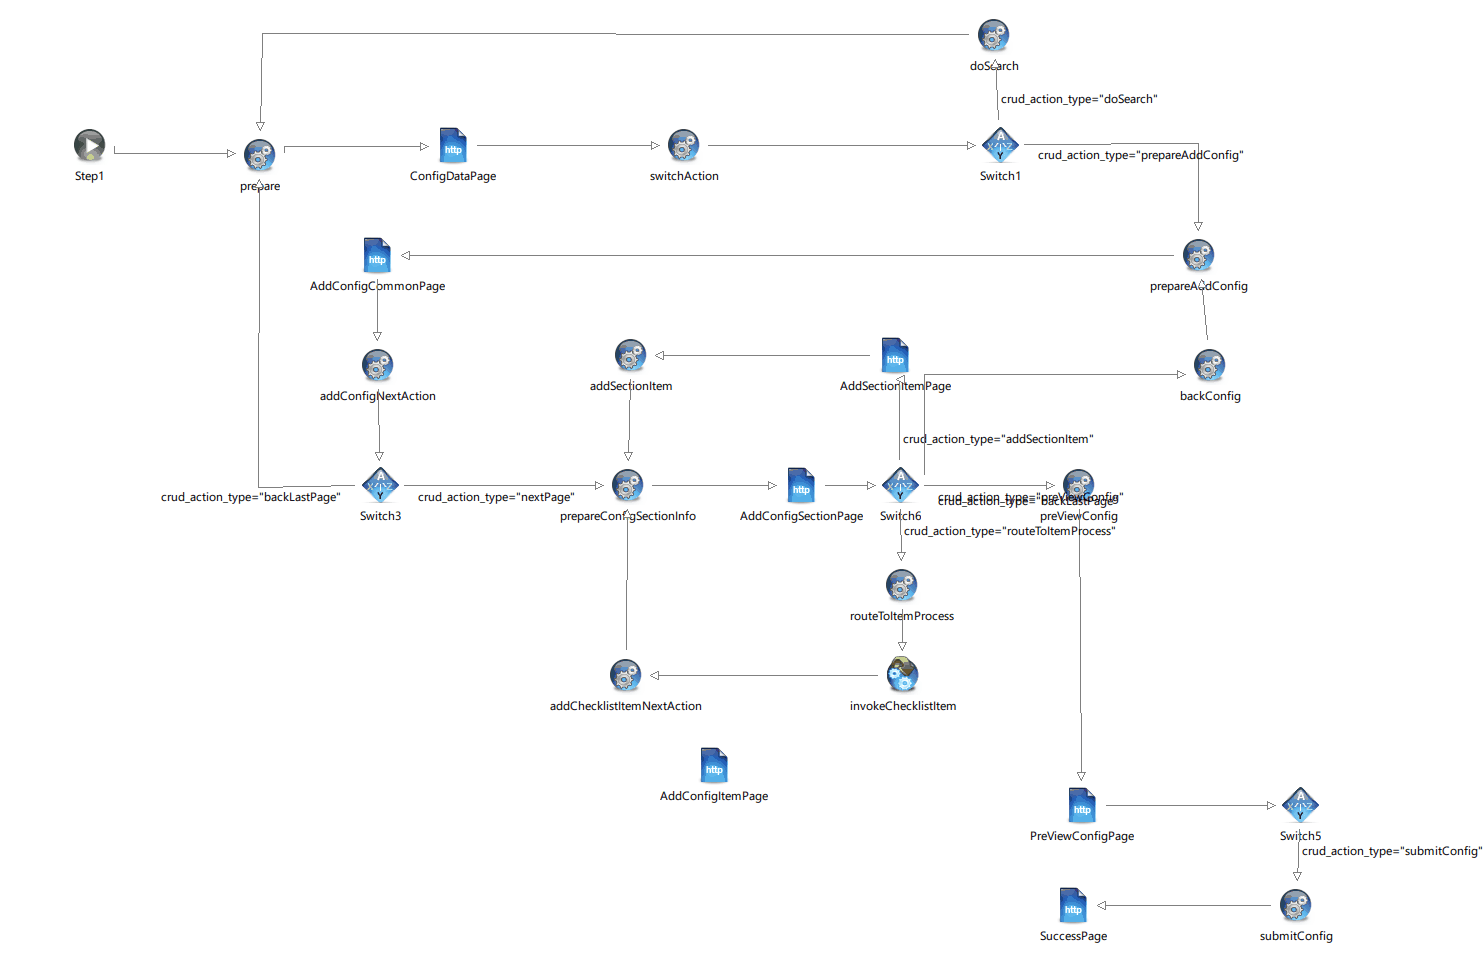 doSearch
crud_action_type="doSearch"
http
A
X Z
Y
crud_action_type="prepareAddConfig"
Step1
prepare
ConfigDataPage
switchAction
Switch1
http
AddConfigCommonPage
prepareAddConfig
http
addSectionItem
AddSectionItemPage
addConfigNextAction
backConfig
crud_action_type="addSectionItem"
A
X Z
Y
http
A
X Z
Y
crud_action_type="backLastPage"
crud_action_type="nextPage"
crud_action_type="preViewConfig"
crud_action_type="backLastPage"
Switch3
prepareConfigSectionInfo
AddConfigSectionPage
Switch6
preViewConfig
crud_action_type="routeToItemProcess"
routeToItemProcess
addChecklistItemNextAction
invokeChecklistItem
http
AddConfigItemPage
http
A
X Z
Y
PreViewConfigPage
Switch5
crud_action_type="submitConfig"
http
SuccessPage
submitConfig